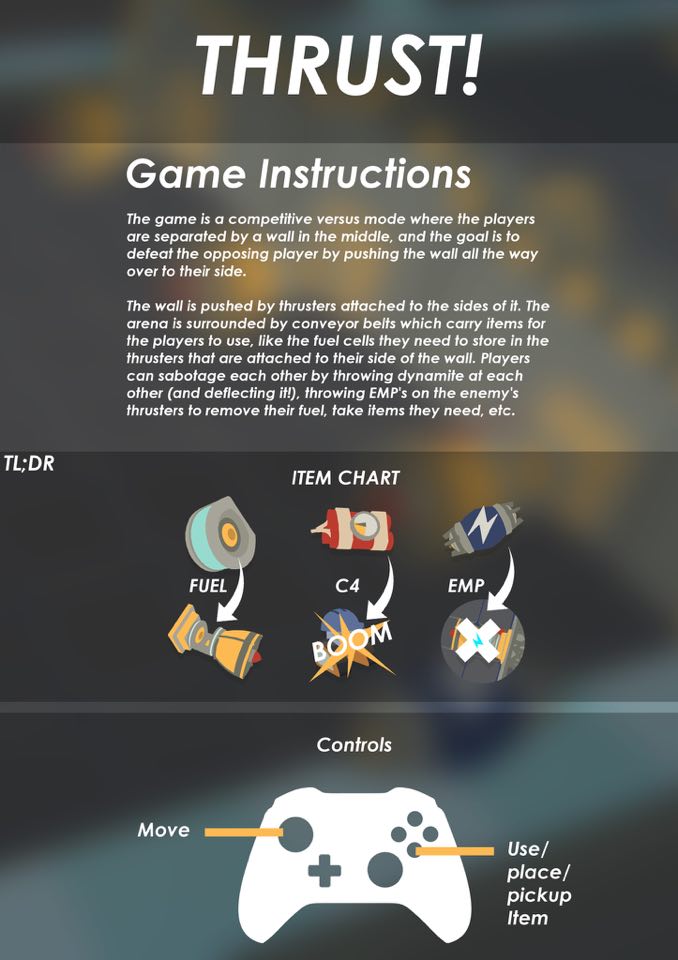 THRUST!
Game Instructions
The game is a competitive versus mode where the players
are separated by a wall in the middle, and the goal is to
defeat the opposing player by pushing the wall all the way
over to their side.
The wall is pushed by thrusters attached to the sides of it. The
arena is surrounded by conveyor belts which carry items for
the players to use, like the fuel cells they need to store in the
thrusters that are attached to their side of the wall. Players
can sabotage each other by throwing dynamite at each
other (and deflecting it!), throwing EMP's on the enemy's
thrusters to remove their fuel, take items they need, etc.
TL;DR
ITEM CHART
FUEL
C4
EMP
BOOM
Controls
Move
Use/
place/
pickup
Item